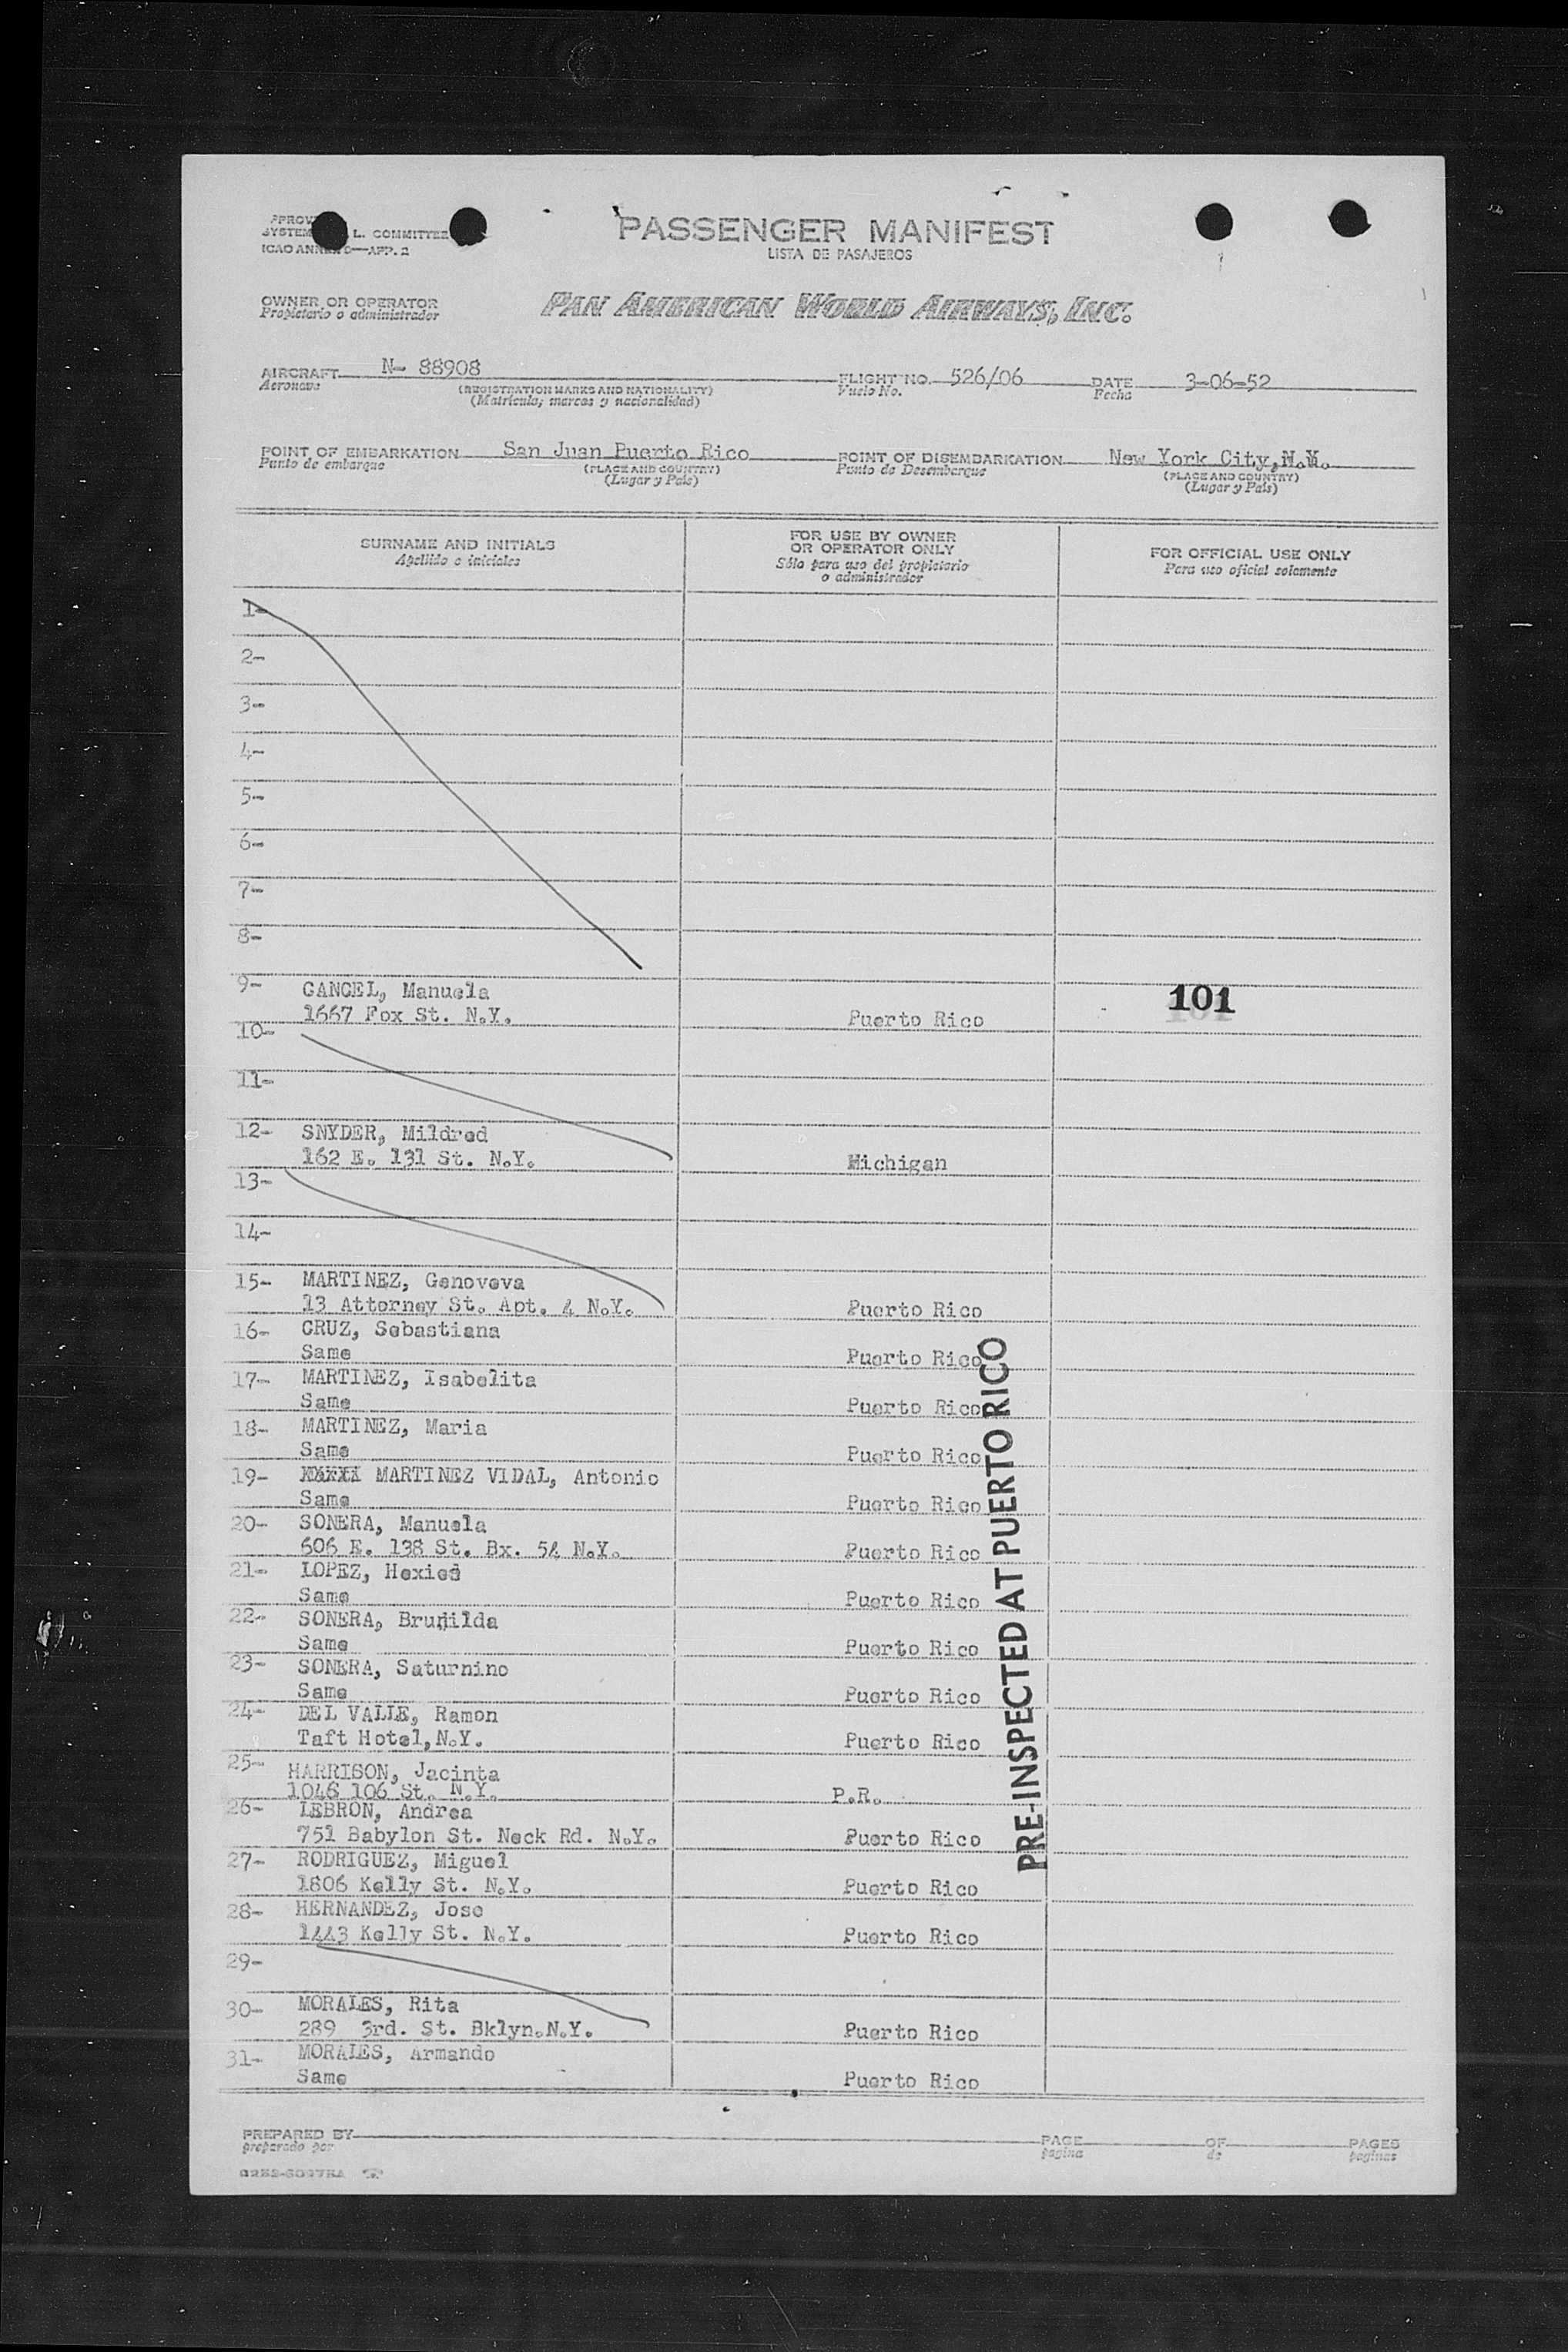 PASSENGER MANIFEST
LISTA DE PASAJEROS
L. COMMITTEE
APP. 2
OWNER OR OPERATOR
Propietario o administrador
PAN AMERICAN WORLD AIRWAYS, INC.
AIRCRAFT N- 88908 FLIGHT NO. 526/06 DATE 3-06-52
Aeronave (REGISTRATION MARKS AND NATIONALITY) Vuelo No. Fecha
(Matrícula, marcas y nacionalidad)
POINT OF EMBARKATION San Juan Puerto Rico POINT OF DISEMBARKATION New York City,N.Y.
Punto de embarque (PLACE AND COUNTRY) Punto de Desembarque (PLACE AND COUNTRY)
(Lugar y País) (Lugar y País)
SURNAME AND INITIALS
Apellido e iniciales
FOR USE BY OWNER
OR OPERATOR ONLY
Sólo para uso del propietario
o administrador
FOR OFFICIAL USE ONLY
Para uso oficial solamente
1-
2-
3-
4-
5-
6-
7-
8-
9- CANCEL, Manuela
1667 Fox St. N.Y. Puerto Rico 101
10-
11-
12- SNYDER, Mildred
162 E. 131 St. N.Y. Michigan
13-
14-
15- MARTINEZ, Genoveva
13 Attorney St. Apt. 4 N.Y. Puerto Rico
16- CRUZ, Sebastiana
Same Puerto Rico
17- MARTINEZ, Isabelita
Same Puerto Rico
18- MARTINEZ, Maria
Same Puerto Rico
19- MARTINEZ VIDAL, Antonio
Same Puerto Rico
20- SONERA, Manuela
606 E. 138 St. Bx. 54 N.Y. Puerto Rico
21- LOPEZ, Hexied
Same Puerto Rico
22- SONERA, Brunilda
Same Puerto Rico
23- SONERA, Saturnino
Same Puerto Rico
24- DEL VALLE, Ramon
Taft Hotel,N.Y. Puerto Rico
25- HARRISON, Jacinta
1046 106 St. N.Y. P.R.
26- LEBRON, Andrea
751 Babylon St. Neck Rd. N.Y. Puerto Rico
27- RODRIGUEZ, Miguel
1806 Kelly St. N.Y. Puerto Rico
28- HERNANDEZ, Jose
1443 Kelly St. N.Y. Puerto Rico
29-
30- MORALES, Rita
289 3rd. St. Bklyn.N.Y. Puerto Rico
31- MORALES, Armando
Same Puerto Rico
PRE-INSPECTED AT PUERTO RICO
PREPARED BY PAGE OF PAGES
preparado por pagina de paginas